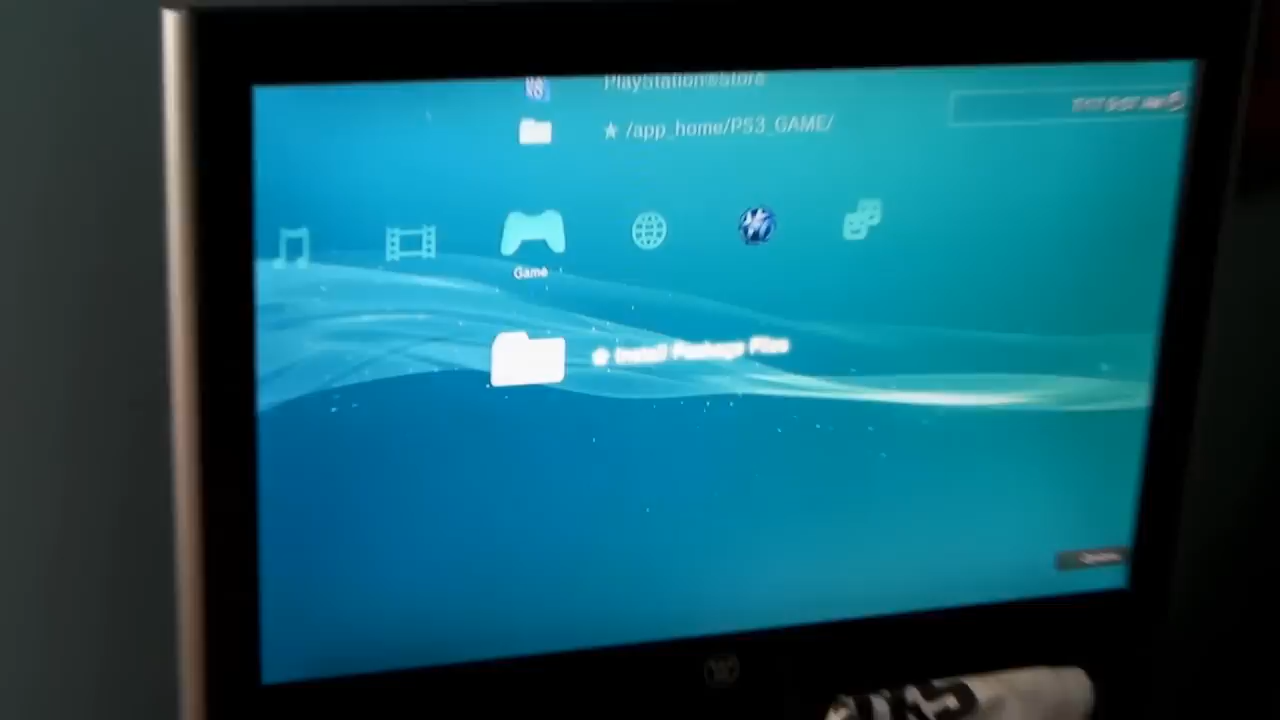 PlayStation®Store
★ /app_home/PS3_GAME/
Game
★ Install Package Files